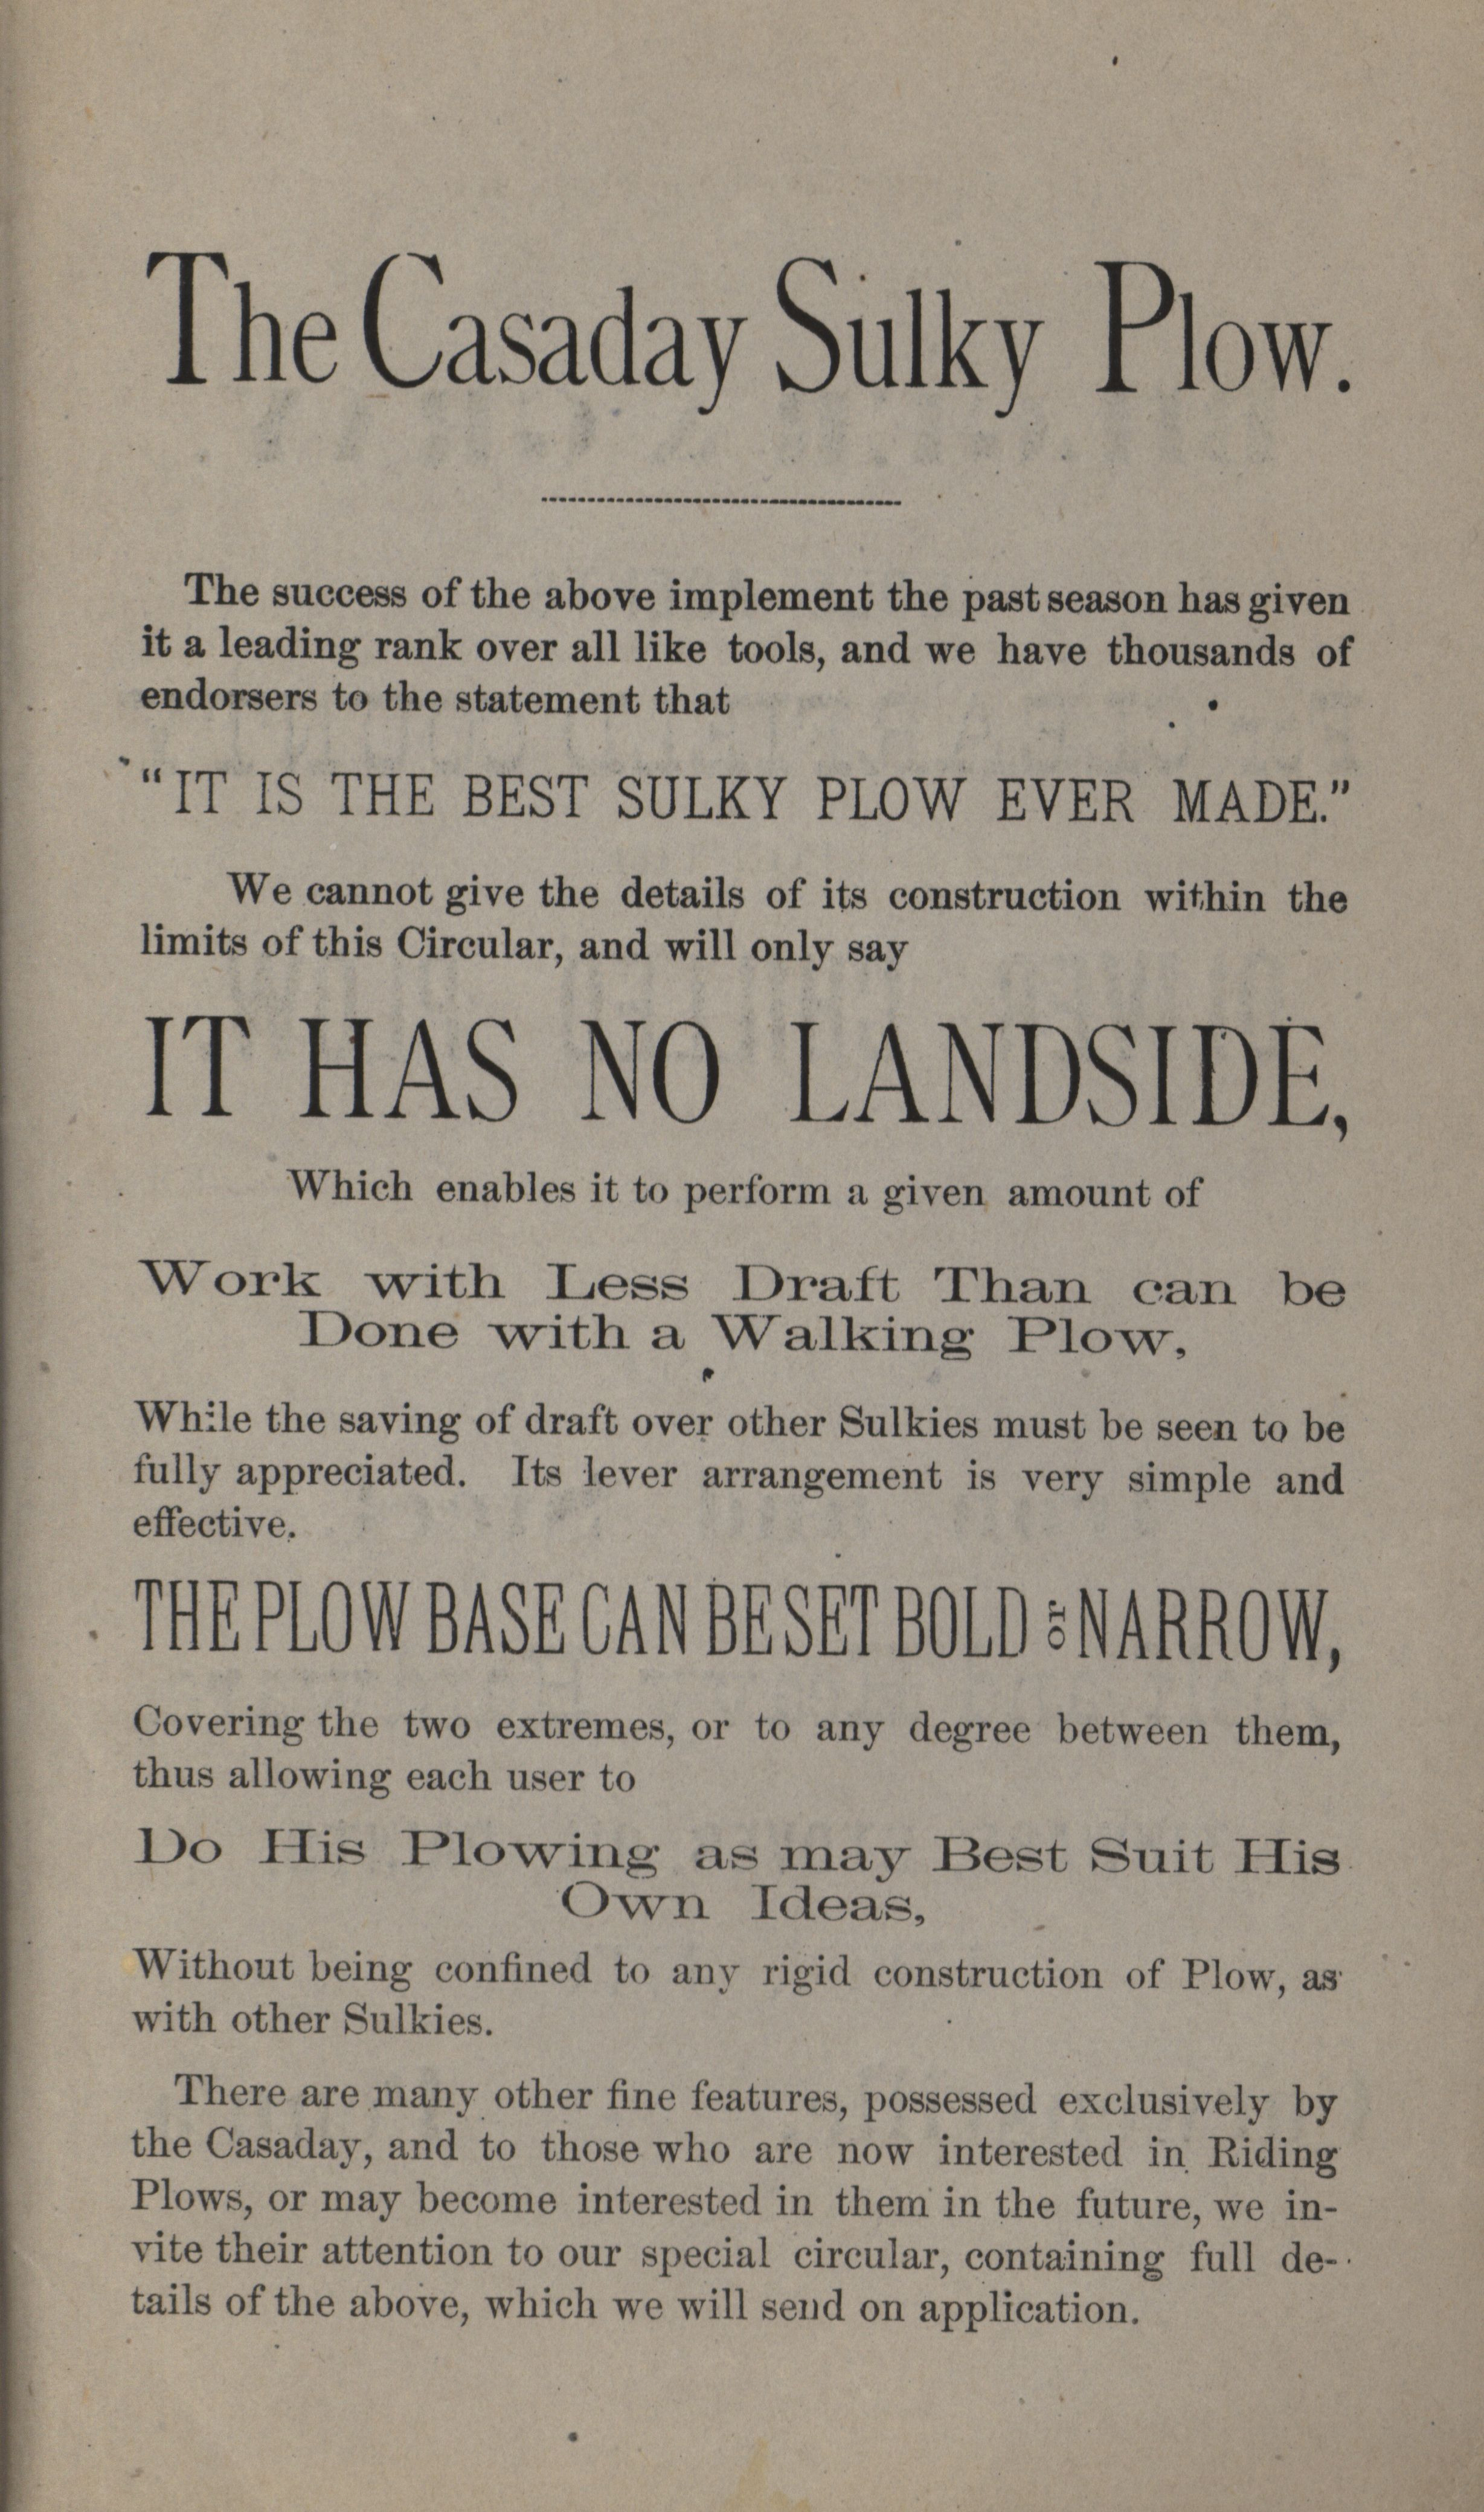 The Casaday Sulky Plow.
The success of the above implement the past season has given
it a leading rank over all like tools, and we have thousands of
endorsers to the statement that
"IT IS THE BEST SULKY PLOW EVER MADE."
We cannot give the details of its construction within the
limits of this Circular, and will only say
IT HAS NO LANDSIDE,
Which enables it to perform a given amount of
Work with Less Draft Than can be
Done with a Walking Plow,
While the saving of draft over other Sulkies must be seen to be
fully appreciated. Its lever arrangement is very simple and
effective.
THE PLOW BASE CAN BE SET BOLD OR NARROW,
Covering the two extremes, or to any degree between them,
thus allowing each user to
Do His Plowing as may Best Suit His
Own Ideas,
Without being confined to any rigid construction of Plow, as
with other Sulkies.
There are many other fine features, possessed exclusively by
the Casaday, and to those who are now interested in Riding
Plows, or may become interested in them in the future, we in-
vite their attention to our special circular, containing full de-
tails of the above, which we will send on application.